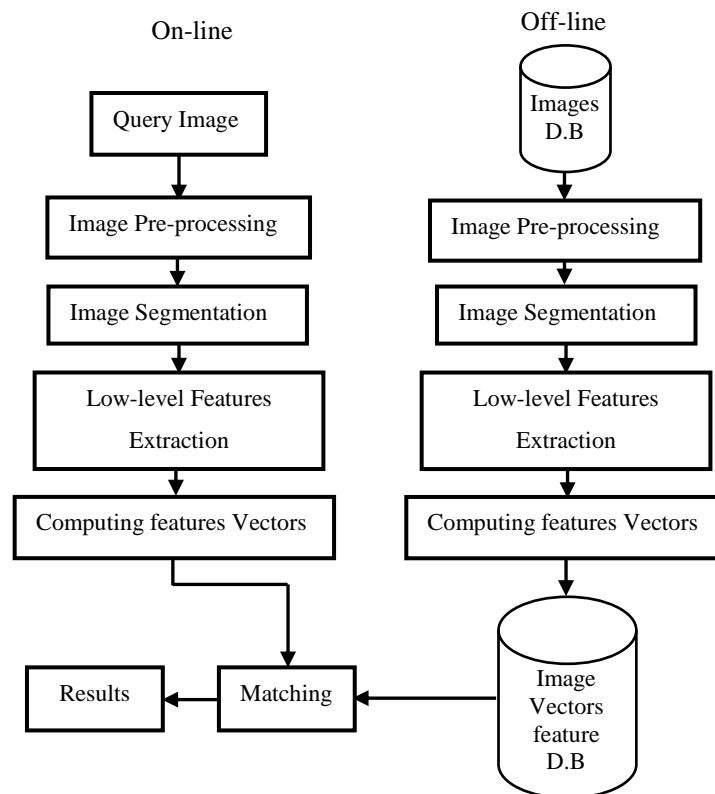 On-line
Query Image
Image Pre-processing
Image Segmentation
Low-level Features
Extraction
Computing features Vectors
Matching
Results
Off-line
Images
D.B
Image Pre-processing
Image Segmentation
Low-level Features
Extraction
Computing features Vectors
Image
Vectors
feature
D.B